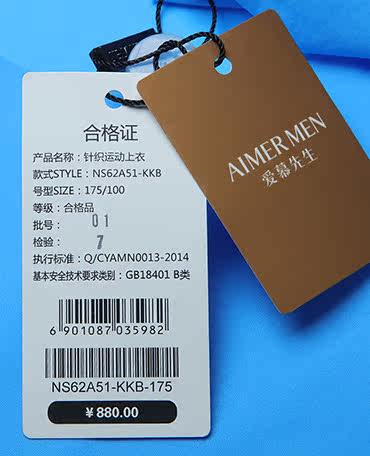 合格证
产品名称：针织运动上衣
款式STYLE：NS62A51-KKB
号型SIZE：175/100
等级：合格品
批号：01
检验：7
执行标准：Q/CYAMN0013-2014
基本安全技术要求类别：GB18401 B类
6 901087 035982
NS62A51-KKB-175
¥880.00
AIMER MEN
爱慕先生